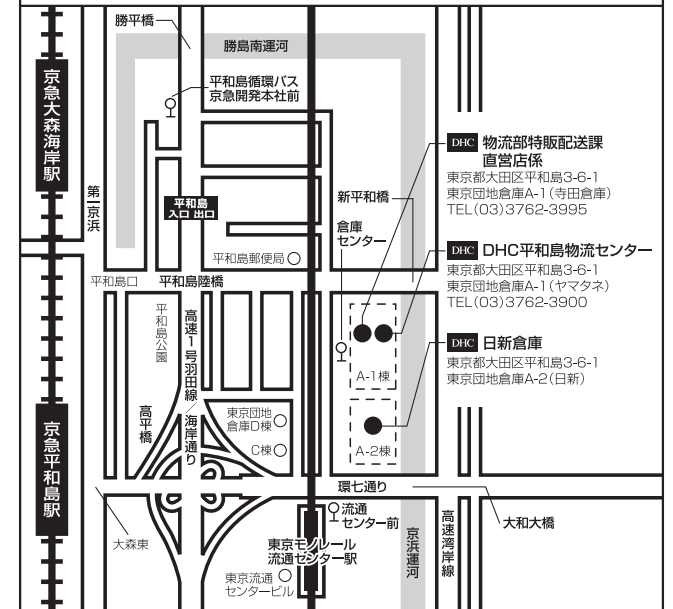 勝平橋
勝島南運河
平和島循環バス
京急開発本社前
京急大森海岸駅
第一京浜
平和島
入口 出口
新平和橋
倉庫
センター
平和島郵便局
平和島口
平和島陸橋
DHC 物流部特販配送課
直営店係
東京都大田区平和島3-6-1
東京団地倉庫A-1(寺田倉庫)
TEL(03)3762-3995
DHC DHC平和島物流センター
東京都大田区平和島3-6-1
東京団地倉庫A-1(ヤマタネ)
TEL(03)3762-3900
DHC 日新倉庫
東京都大田区平和島3-6-1
東京団地倉庫A-2(日新)
平和島公園
高速1号羽田線/海岸通り
A-1棟
A-2棟
高平橋
東京団地
倉庫D棟
C棟
京急平和島駅
環七通り
大森東
流通
センター前
東京モノレール
流通センター駅
東京流通
センタービル
京浜運河
高速湾岸線
大和大橋